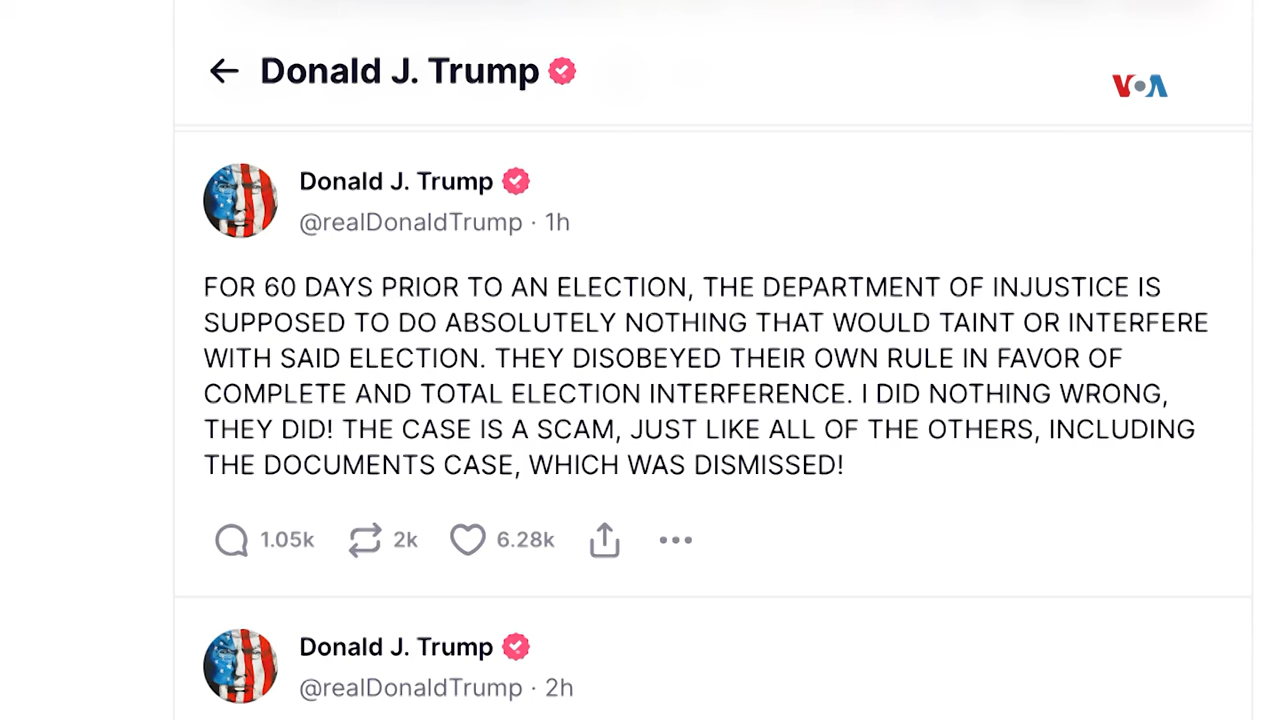 Donald J. Trump
VOA
Donald J. Trump
@realDonaldTrump · 1h
FOR 60 DAYS PRIOR TO AN ELECTION, THE DEPARTMENT OF INJUSTICE IS
SUPPOSED TO DO ABSOLUTELY NOTHING THAT WOULD TAINT OR INTERFERE
WITH SAID ELECTION. THEY DISOBEYED THEIR OWN RULE IN FAVOR OF
COMPLETE AND TOTAL ELECTION INTERFERENCE. I DID NOTHING WRONG,
THEY DID! THE CASE IS A SCAM, JUST LIKE ALL OF THE OTHERS, INCLUDING
THE DOCUMENTS CASE, WHICH WAS DISMISSED!
1.05k 2k 6.28k
Donald J. Trump
@realDonaldTrump · 2h